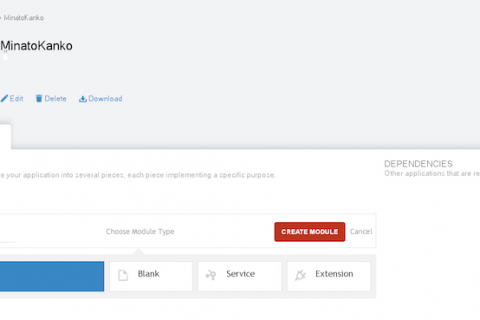 › MinatoKanko
MinatoKanko
Edit Delete Download
DEPENDENCIES
e your application into several pieces, each piece implementing a specific purpose.
Other applications that are re
Choose Module Type CREATE MODULE Cancel
Blank Service Extension